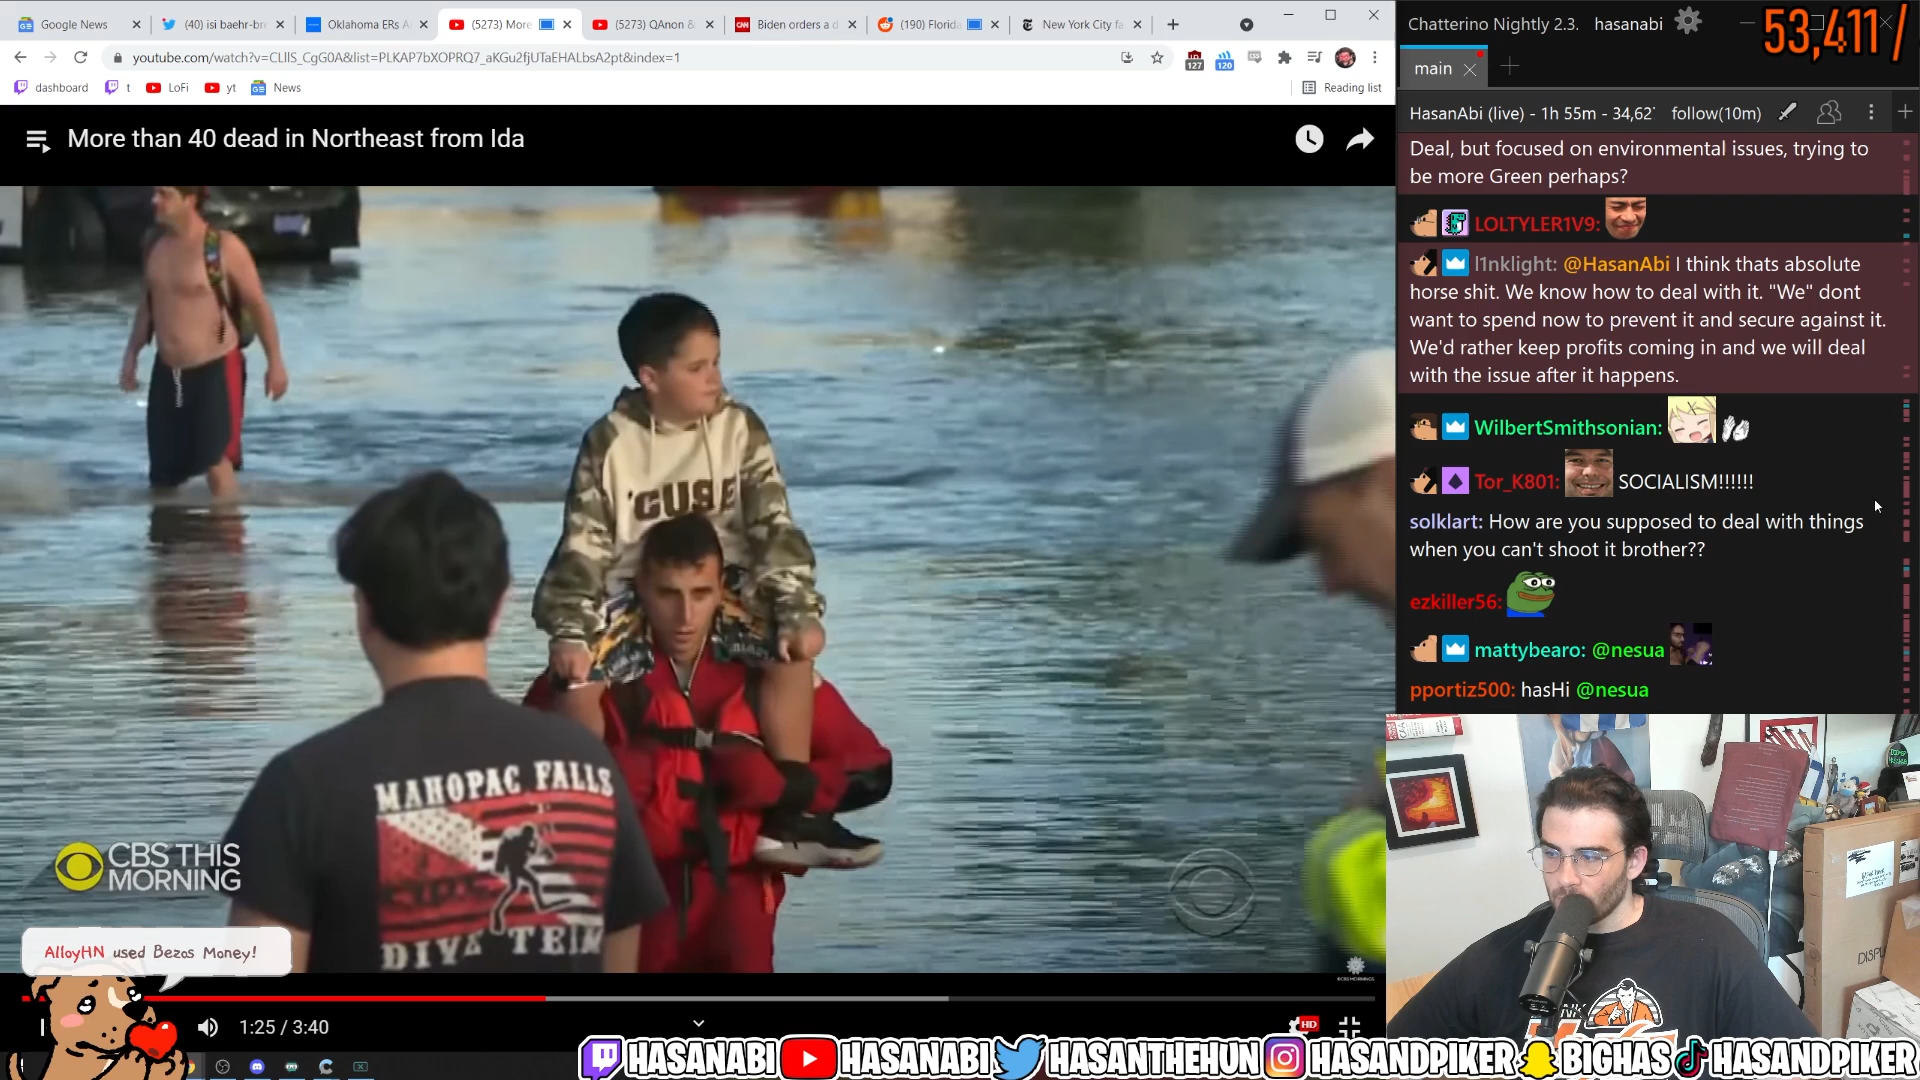 Google News
(40) isi baehr-br
Oklahoma ERs A
(5273) More
(5273) QAnon &
Biden orders a d
(190) Florida
New York City fa
youtube.com/watch?v=CLlIS_CgG0A&list=PLKAP7bXOPRQ7_aKGu2fjUTaEHALbsA2pt&index=1
127
120
dashboard
t
LoFi
yt
News
Reading list
More than 40 dead in Northeast from Ida
'CUSE
MAHOPAC FALLS
DIVE TEAM
CBS THIS
MORNING
AlloyHN used Bezos Money!
1:25 / 3:40
HD
Chatterino Nightly 2.3.
hasanabi
53,411 /
main
HasanAbi (live) - 1h 55m - 34,62
follow(10m)
Deal, but focused on environmental issues, trying to
be more Green perhaps?
LOLTYLER1V9:
l1nklight: @HasanAbi I think thats absolute
horse shit. We know how to deal with it. "We" dont
want to spend now to prevent it and secure against it.
We'd rather keep profits coming in and we will deal
with the issue after it happens.
WilbertSmithsonian:
Tor_K801: SOCIALISM!!!!!!
solklart: How are you supposed to deal with things
when you can't shoot it brother??
ezkiller56:
mattybearo: @nesua
pportiz500: hasHi @nesua
HASANABI
HASANABI
HASANTHEHUN
HASANDPIKER
BIGHAS
HASANDPIKER